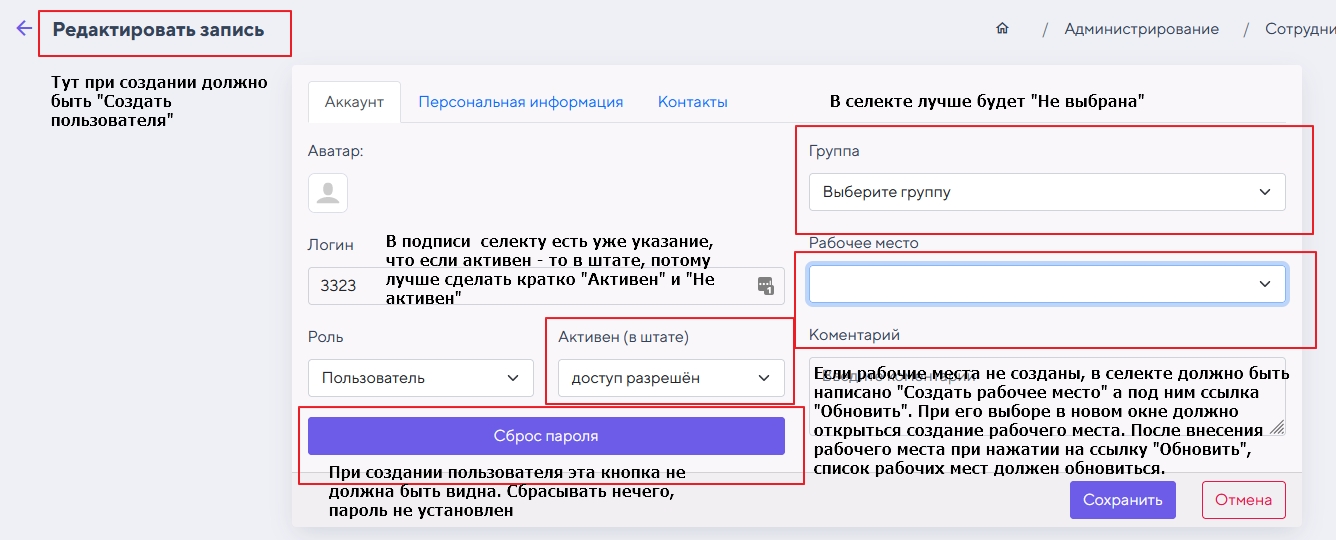 Редактировать запись
/ Администрирование / Сотрудни
Тут при создании должно
быть "Создать
пользователя"
Аккаунт
Персональная информация
Контакты
В селекте лучше будет "Не выбрана"
Аватар:
Группа
Выберите группу
Логин
В подписи селекту есть уже указание,
что если активен - то в штате, потому
лучше сделать кратко "Активен" и "Не
активен"
3323
Рабочее место
Роль
Пользователь
Активен (в штате)
доступ разрешён
Коментарий
Если рабочие места не созданы, в селекте должно быть
написано "Создать рабочее место" а под ним ссылка
"Обновить". При его выборе в новом окне должно
открыться создание рабочего места. После внесения
рабочего места при нажатии на ссылку "Обновить",
список рабочих мест должен обновиться.
Сброс пароля
При создании пользователя эта кнопка не
должна быть видна. Сбрасывать нечего,
пароль не установлен
Сохранить
Отмена